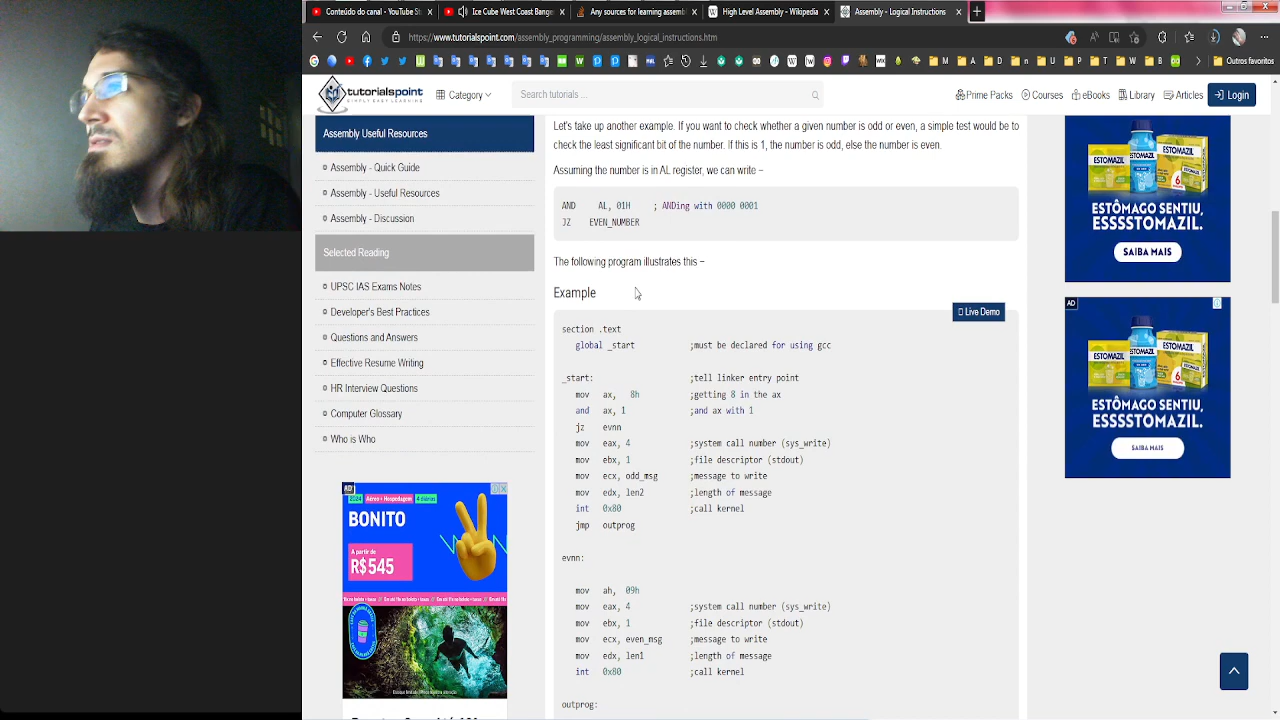 Conteúdo do canal - YouTube St
Ice Cube West Coast Bang
Any sources for learning assemb
High Level Assembly - Wikipedia
Assembly - Logical Instructions
https://www.tutorialspoint.com/assembly_programming/assembly_logical_instructions.htm
M A D n U P T W B Outros favoritos
tutorialspoint
SIMPLY EASY LEARNING
Category
Search tutorials ...
Prime Packs
Courses
eBooks
Library
Articles
Login
Assembly Useful Resources
Assembly - Quick Guide
Assembly - Useful Resources
Assembly - Discussion
Selected Reading
UPSC IAS Exams Notes
Developer's Best Practices
Questions and Answers
Effective Resume Writing
HR Interview Questions
Computer Glossary
Who is Who
AD
2024 Aéreo + Hospedagem 4 diárias
BONITO
A partir de
R$545
Let's take up another example. If you want to check whether a given number is odd or even, a simple test would be to
check the least significant bit of the number. If this is 1, the number is odd, else the number is even.
Assuming the number is in AL register, we can write −
AND AL, 01H ; ANDing with 0000 0001
JZ EVEN_NUMBER
The following program illustrates this −
Example
Live Demo
section .text
global _start ;must be declared for using gcc
_start: ;tell linker entry point
mov ax, 8h ;getting 8 in the ax
and ax, 1 ;and ax with 1
jz evnn
mov eax, 4 ;system call number (sys_write)
mov ebx, 1 ;file descriptor (stdout)
mov ecx, odd_msg ;message to write
mov edx, len2 ;length of message
int 0x80 ;call kernel
jmp outprog
evnn:
mov ah, 09h
mov eax, 4 ;system call number (sys_write)
mov ebx, 1 ;file descriptor (stdout)
mov ecx, even_msg ;message to write
mov edx, len1 ;length of message
int 0x80 ;call kernel
outprog:
ESTOMAZIL
ESTOMAZIL
ESTÔMAGO SENTIU,
ESSSSTOMAZIL.
SAIBA MAIS
AD
ESTOMAZIL
ESTOMAZIL
ESTÔMAGO SENTIU,
ESSSSTOMAZIL.
SAIBA MAIS